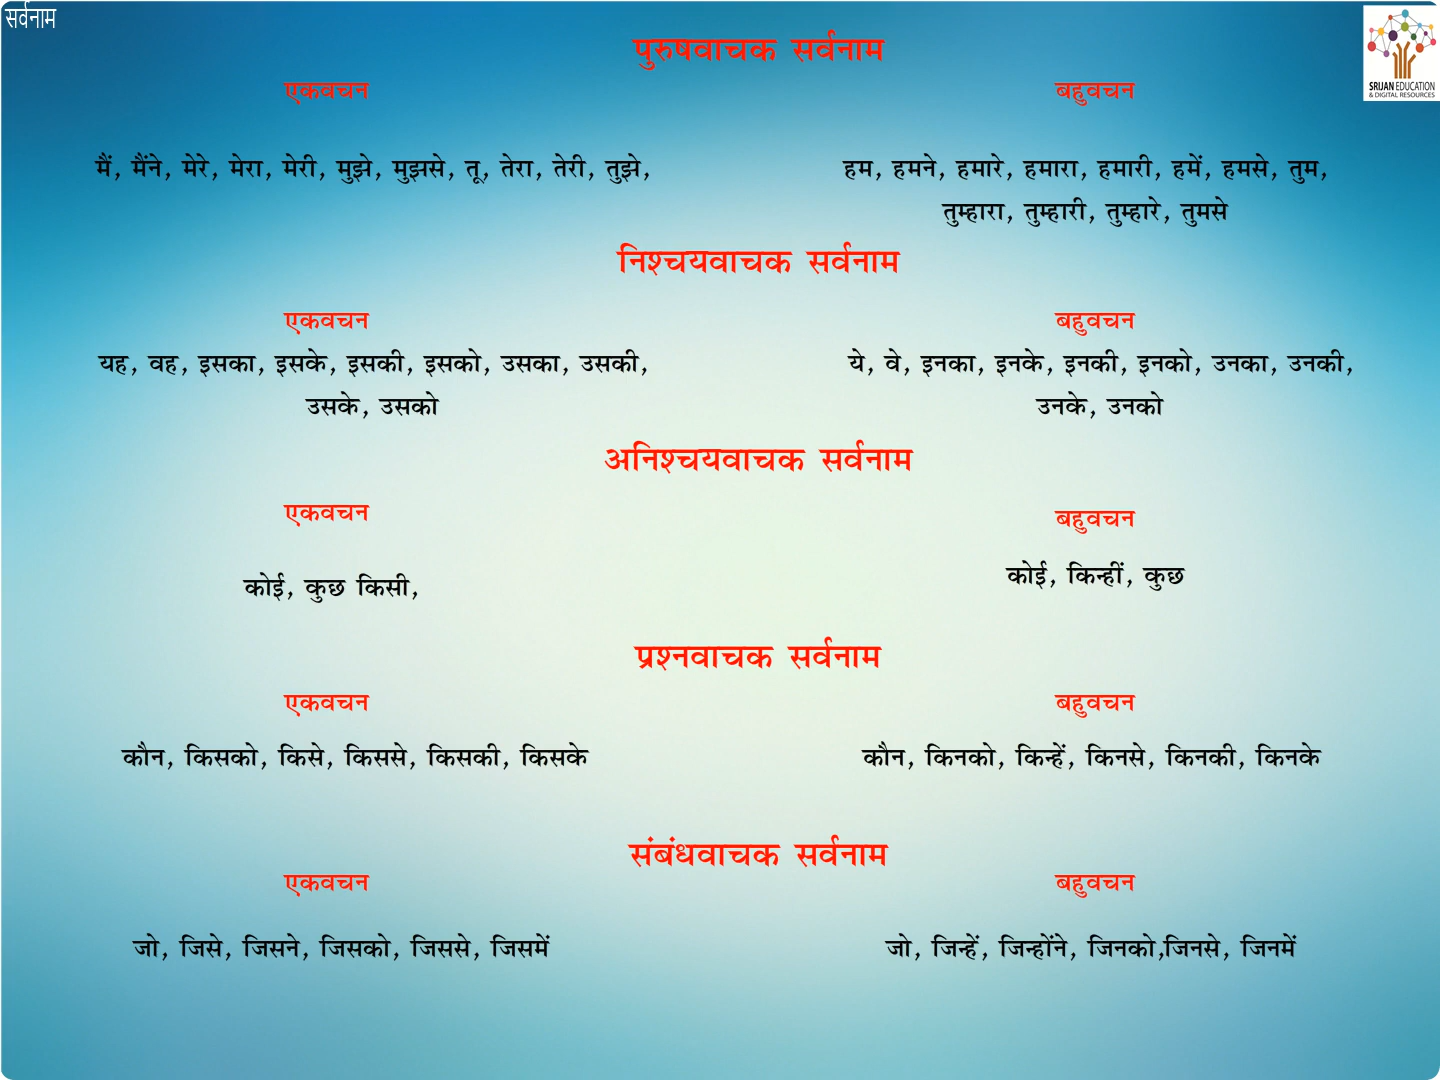 सर्वनाम
SRIJAN EDUCATION
& DIGITAL RESOURCES
पुरुषवाचक सर्वनाम
एकवचन
बहुवचन
मैं, मैंने, मेरे, मेरा, मेरी, मुझे, मुझसे, तू, तेरा, तेरी, तुझे,
हम, हमने, हमारे, हमारा, हमारी, हमें, हमसे, तुम,
तुम्हारा, तुम्हारी, तुम्हारे, तुमसे
निश्चयवाचक सर्वनाम
एकवचन
बहुवचन
यह, वह, इसका, इसके, इसकी, इसको, उसका, उसकी,
उसके, उसको
ये, वे, इनका, इनके, इनकी, इनको, उनका, उनकी,
उनके, उनको
अनिश्चयवाचक सर्वनाम
एकवचन
बहुवचन
कोई, कुछ किसी,
कोई, किन्हीं, कुछ
प्रश्नवाचक सर्वनाम
एकवचन
बहुवचन
कौन, किसको, किसे, किससे, किसकी, किसके
कौन, किनको, किन्हें, किनसे, किनकी, किनके
संबंधवाचक सर्वनाम
एकवचन
बहुवचन
जो, जिसे, जिसने, जिसको, जिससे, जिसमें
जो, जिन्हें, जिन्होंने, जिनको,जिनसे, जिनमें